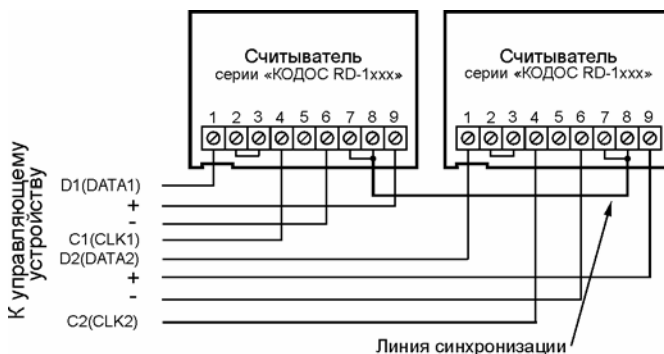 Считыватель
серии «КОДОС RD-1xxx»
1 2 3 4 5 6 7 8 9
Считыватель
серии «КОДОС RD-1xxx»
1 2 3 4 5 6 7 8 9
К управляющему
устройству
D1(DATA1)
+
-
C1(CLK1)
D2(DATA2)
+
-
C2(CLK2)
Линия синхронизации